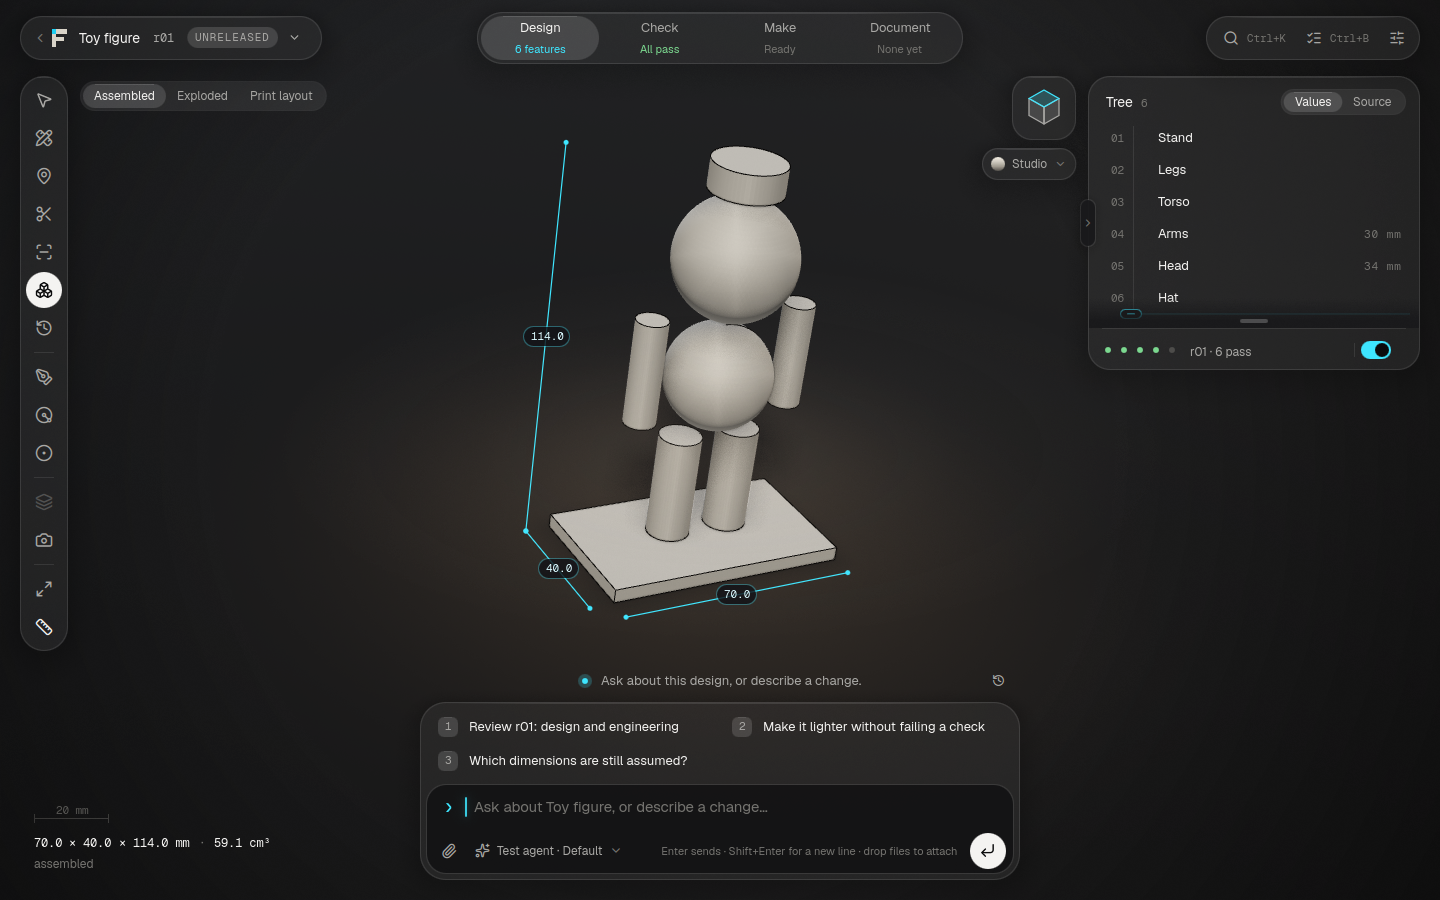 Toy figure r01 UNRELEASED
Design
6 features
Check
All pass
Make
Ready
Document
None yet
Ctrl+K
Ctrl+B
Assembled
Exploded
Print layout
Studio
Tree 6
Values
Source
01 Stand
02 Legs
03 Torso
04 Arms 30 mm
05 Head 34 mm
06 Hat
r01 · 6 pass
114.0
40.0
70.0
Ask about this design, or describe a change.
1 Review r01: design and engineering
2 Make it lighter without failing a check
3 Which dimensions are still assumed?
Ask about Toy figure, or describe a change...
Test agent · Default
Enter sends · Shift+Enter for a new line · drop files to attach
20 mm
70.0 × 40.0 × 114.0 mm · 59.1 cm³
assembled